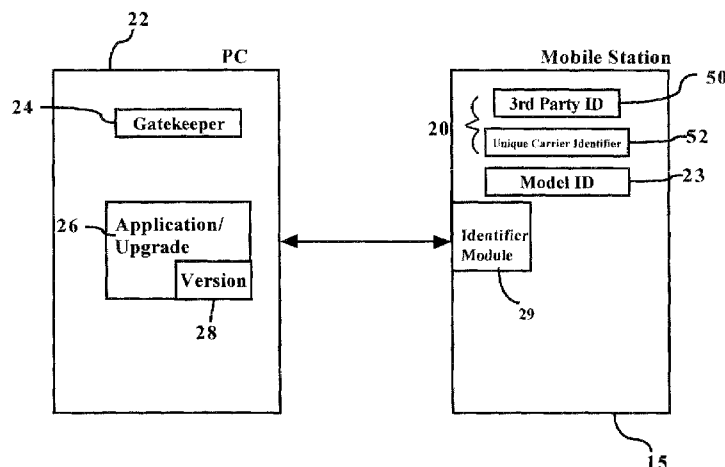 22
PC
24
Gatekeeper
26
Application/
Upgrade
Version
28
Mobile Station
50
3rd Party ID
20
52
Unique Carrier Identifier
23
Model ID
Identifier
Module
29
15